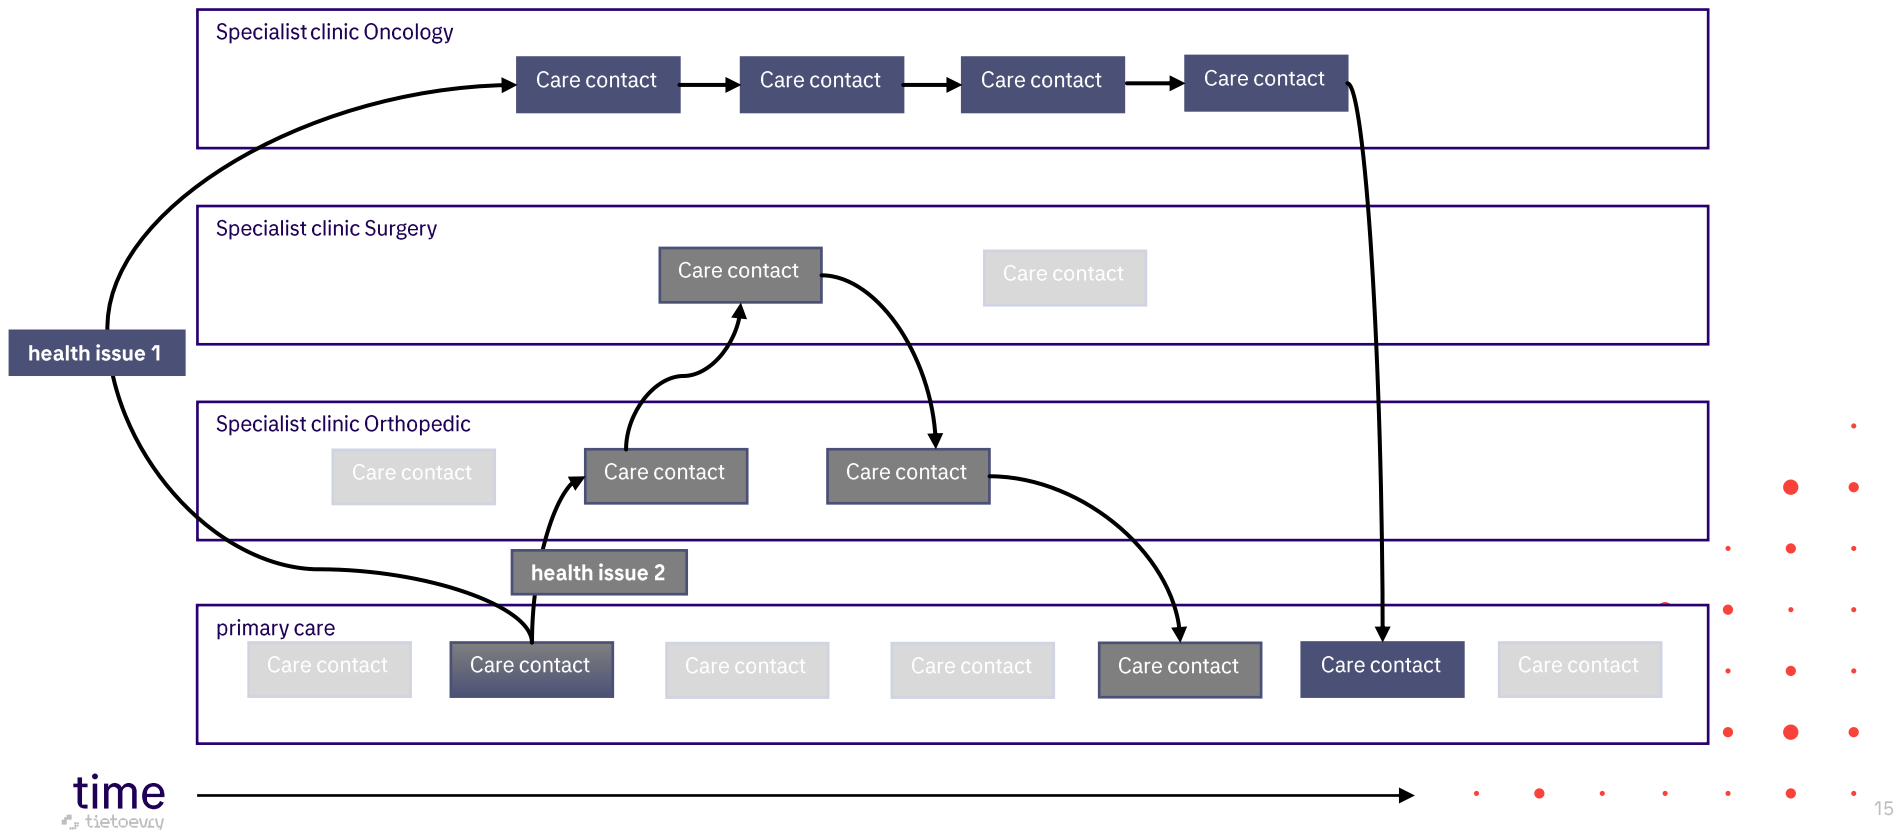 Specialist clinic Oncology
Care contact
Care contact
Care contact
Care contact
Specialist clinic Surgery
Care contact
Care contact
health issue 1
Specialist clinic Orthopedic
Care contact
Care contact
Care contact
health issue 2
primary care
Care contact
Care contact
Care contact
Care contact
Care contact
Care contact
Care contact
time
tietoevry
15